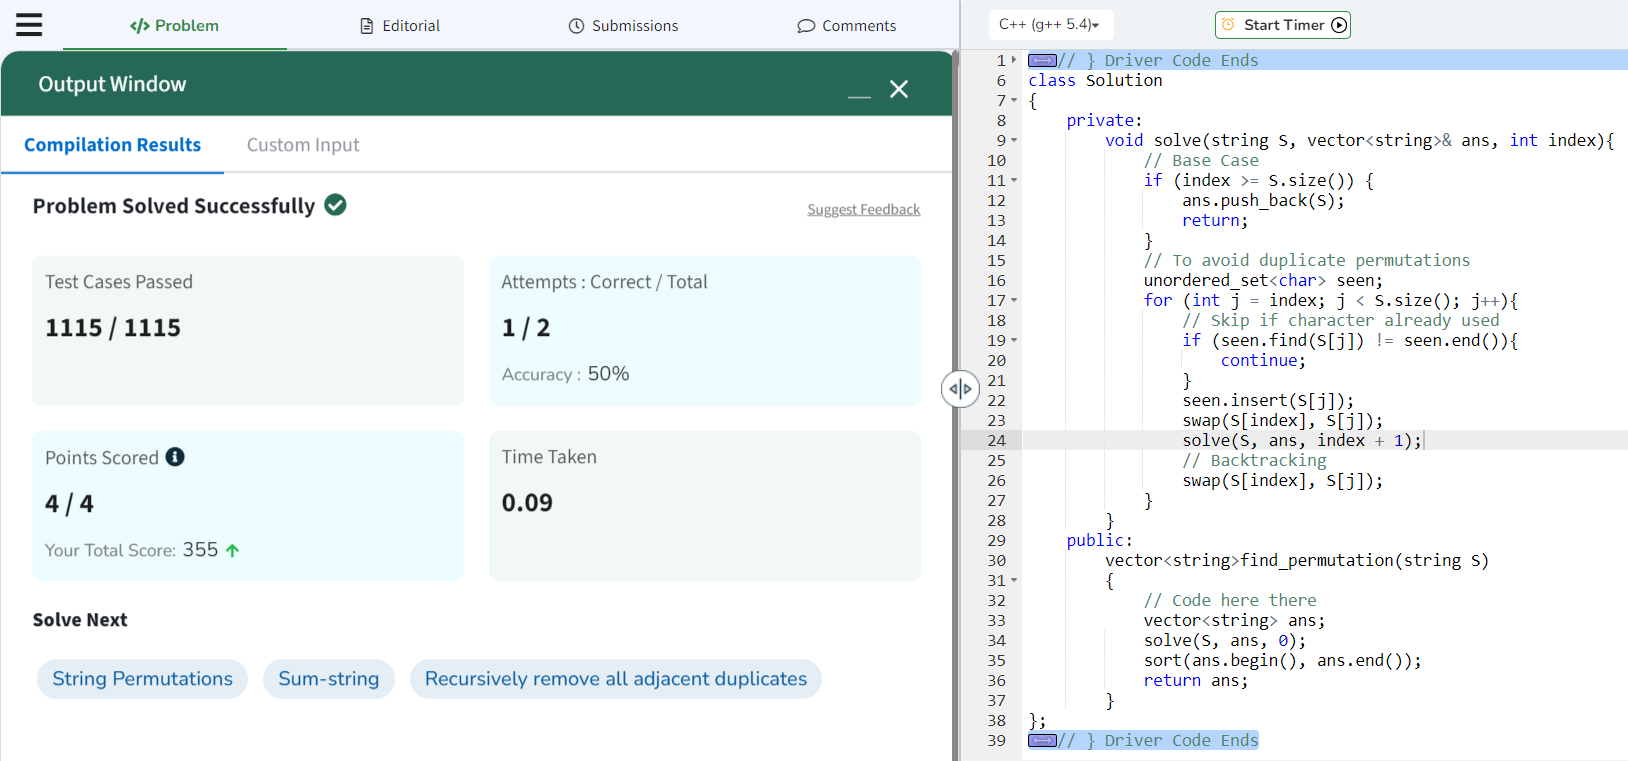 Problem
Editorial
Submissions
Comments
Output Window
Compilation Results
Custom Input
Problem Solved Successfully
Suggest Feedback
Test Cases Passed
1115 / 1115
Attempts : Correct / Total
1 / 2
Accuracy : 50%
Points Scored
4 / 4
Your Total Score: 355
Time Taken
0.09
Solve Next
String Permutations
Sum-string
Recursively remove all adjacent duplicates
C++ (g++ 5.4)
Start Timer
1 // } Driver Code Ends
6 class Solution
7 {
8     private:
9         void solve(string S, vector<string>& ans, int index){
10             // Base Case
11             if (index >= S.size()) {
12                 ans.push_back(S);
13                 return;
14             }
15             // To avoid duplicate permutations
16             unordered_set<char> seen;
17             for (int j = index; j < S.size(); j++){
18                 // Skip if character already used
19                 if (seen.find(S[j]) != seen.end()){
20                     continue;
21                 }
22                 seen.insert(S[j]);
23                 swap(S[index], S[j]);
24                 solve(S, ans, index + 1);
25                 // Backtracking
26                 swap(S[index], S[j]);
27             }
28         }
29     public:
30         vector<string>find_permutation(string S)
31         {
32             // Code here there
33             vector<string> ans;
34             solve(S, ans, 0);
35             sort(ans.begin(), ans.end());
36             return ans;
37         }
38 };
39 // } Driver Code Ends